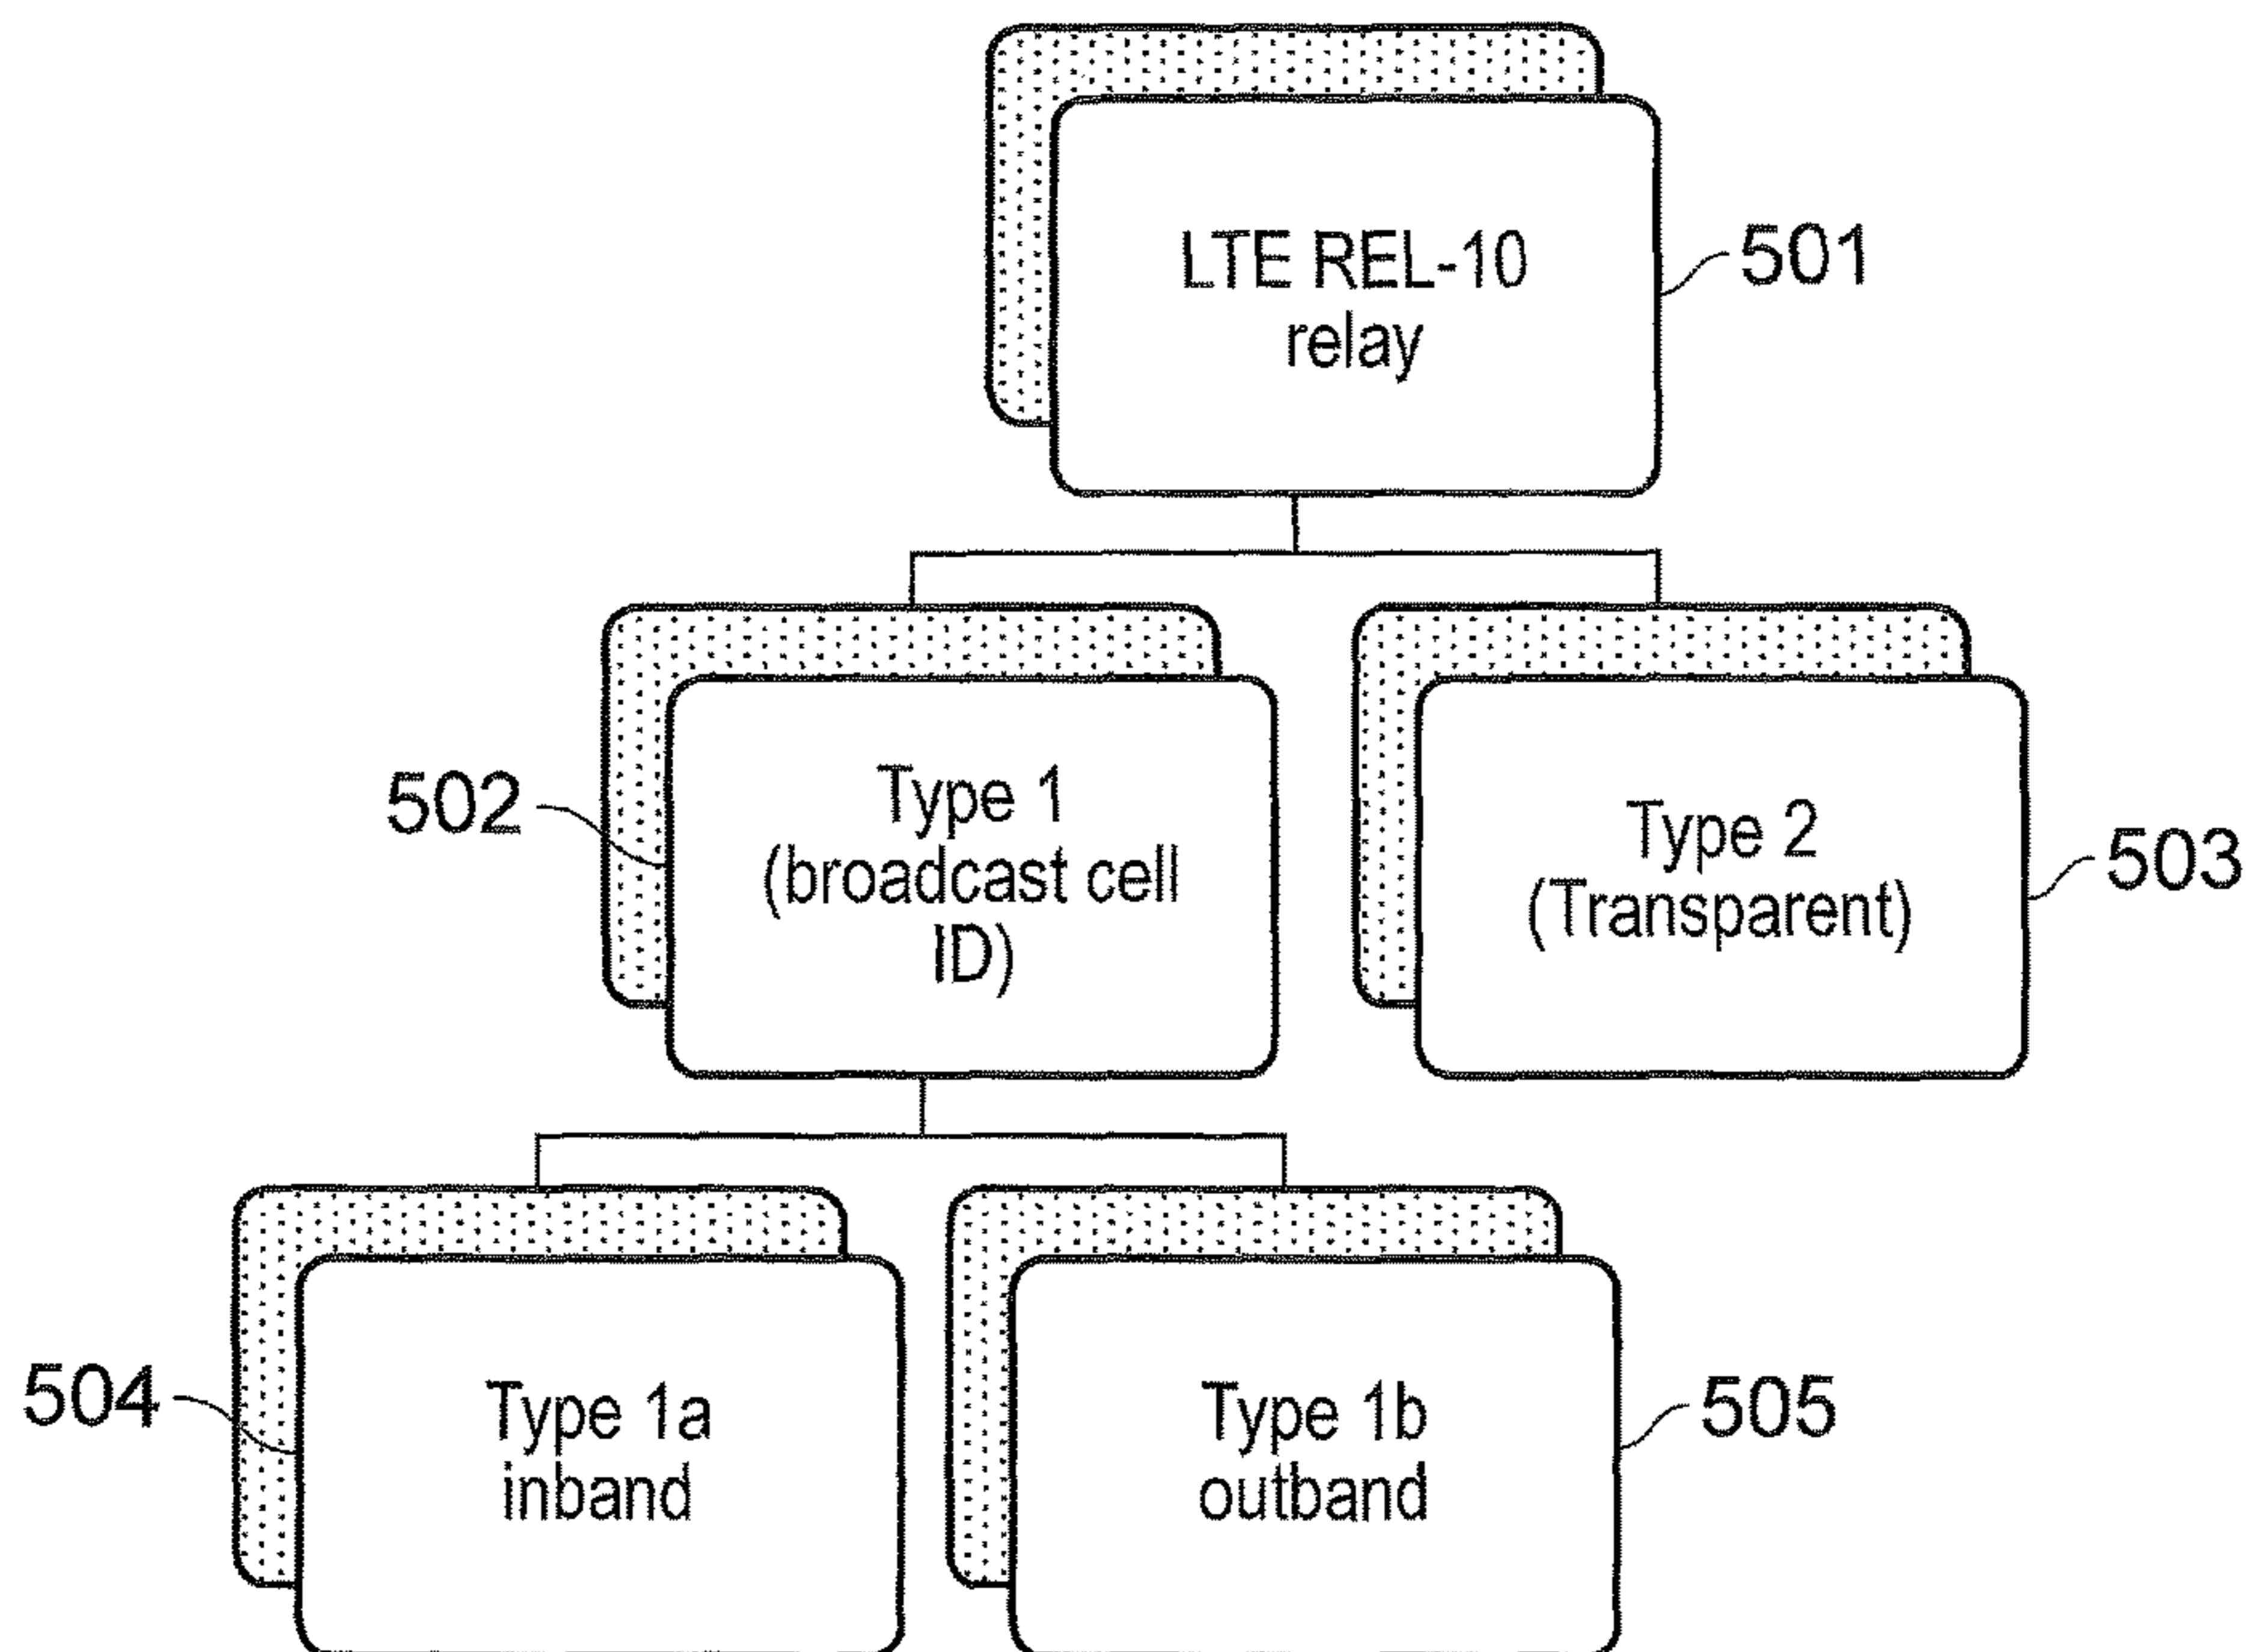 LTE REL-10
relay
501
502
Type 1
(broadcast cell
ID)
Type 2
(Transparent)
503
504
Type 1a
inband
Type 1b
outband
505